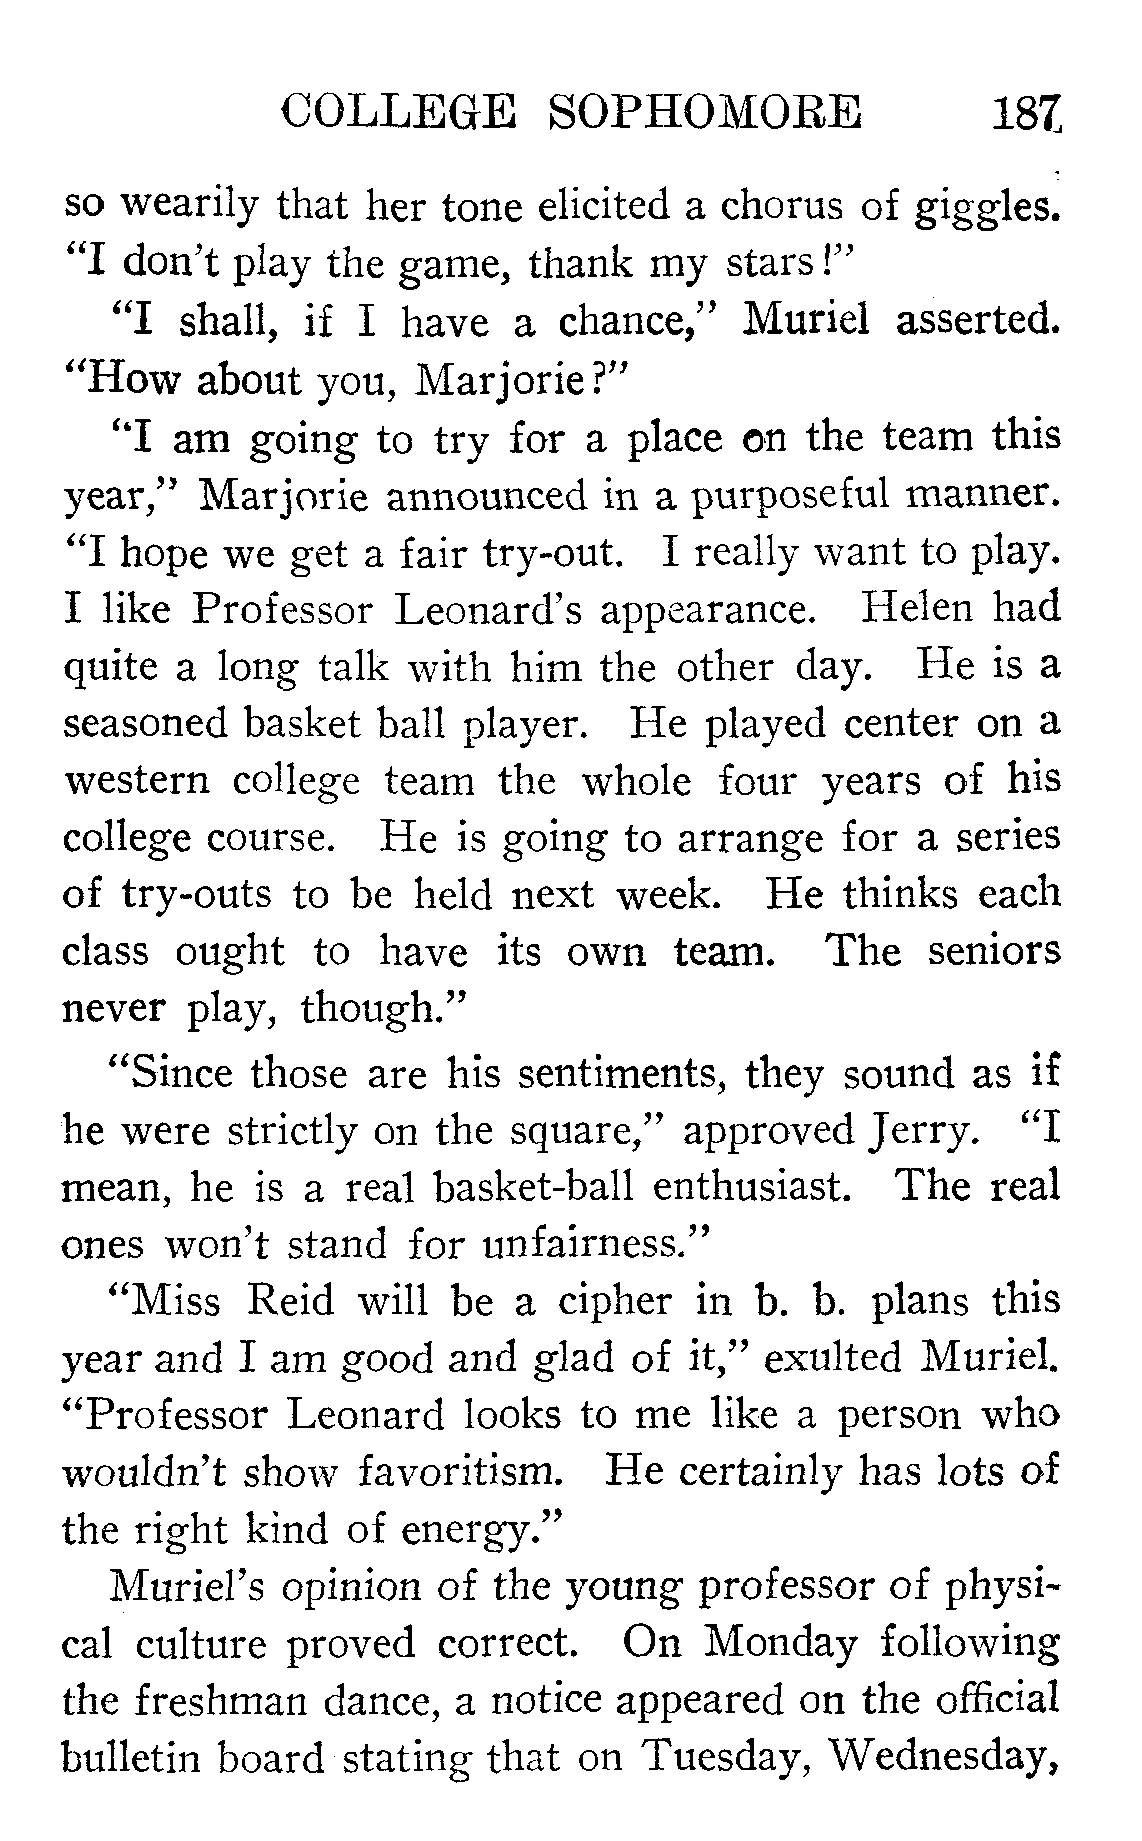 COLLEGE SOPHOMORE 187
so wearily that her tone elicited a chorus of giggles.
“I don’t play the game, thank my stars!”
“I shall, if I have a chance,” Muriel asserted.
“How about you, Marjorie?”
“I am going to try for a place on the team this
year,” Marjorie announced in a purposeful manner.
“I hope we get a fair try-out. I really want to play.
I like Professor Leonard’s appearance. Helen had
quite a long talk with him the other day. He is a
seasoned basket ball player. He played center on a
western college team the whole four years of his
college course. He is going to arrange for a series
of try-outs to be held next week. He thinks each
class ought to have its own team. The seniors
never play, though.”
“Since those are his sentiments, they sound as if
he were strictly on the square,” approved Jerry. “I
mean, he is a real basket-ball enthusiast. The real
ones won’t stand for unfairness.”
“Miss Reid will be a cipher in b. b. plans this
year and I am good and glad of it,” exulted Muriel.
“Professor Leonard looks to me like a person who
wouldn’t show favoritism. He certainly has lots of
the right kind of energy.”
Muriel’s opinion of the young professor of physi-
cal culture proved correct. On Monday following
the freshman dance, a notice appeared on the official
bulletin board stating that on Tuesday, Wednesday,